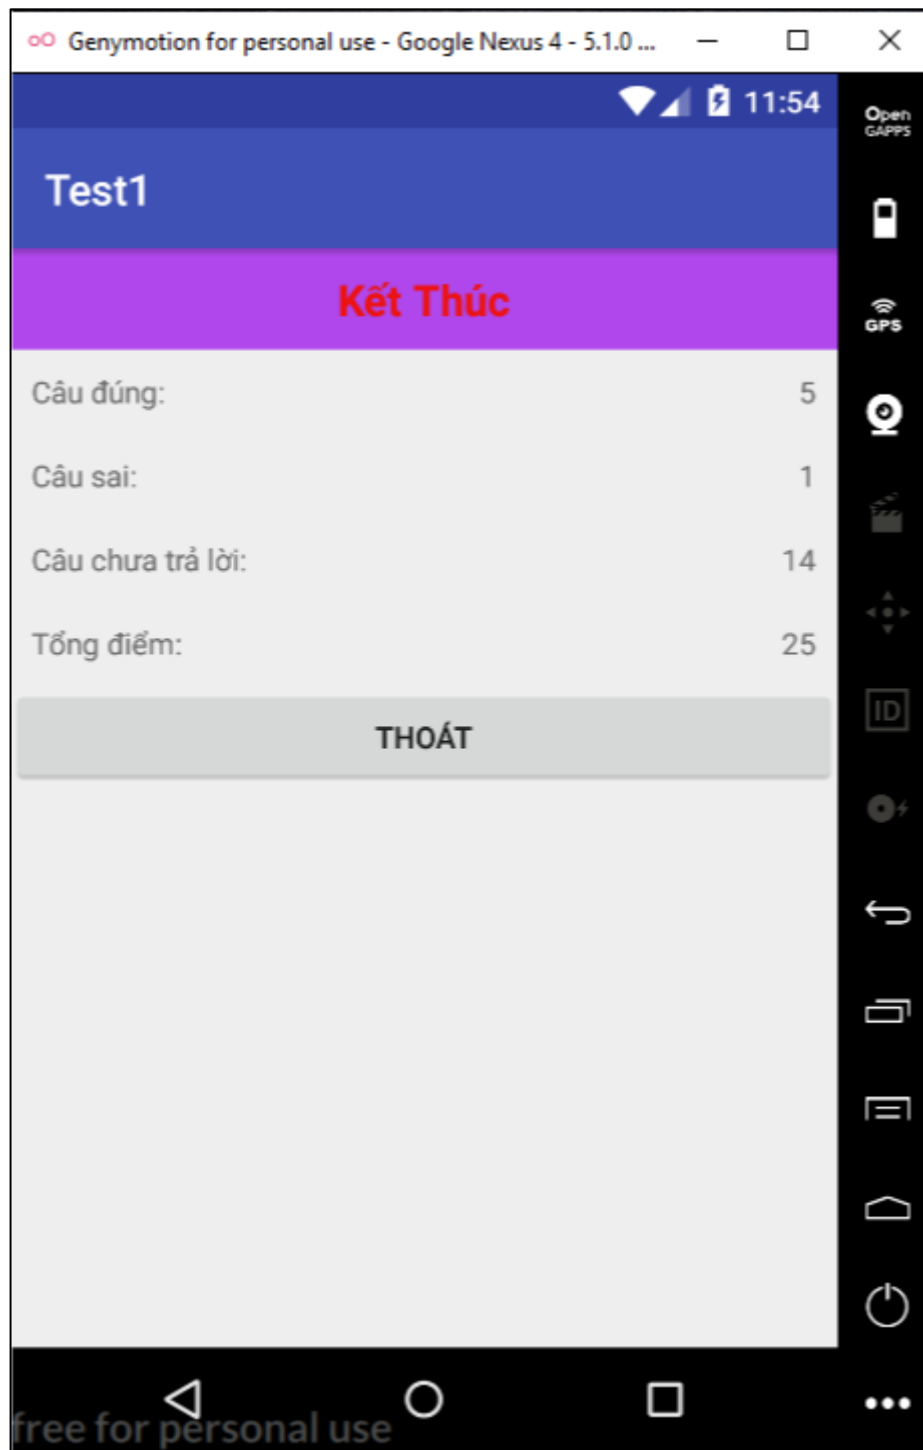 Genymotion for personal use - Google Nexus 4 - 5.1.0 ...
11:54
Open
GAPPS
Test1
Kết Thúc
GPS
Câu đúng: 5
Câu sai: 1
Câu chưa trả lời: 14
Tổng điểm: 25
ID
THOÁT
free for personal use